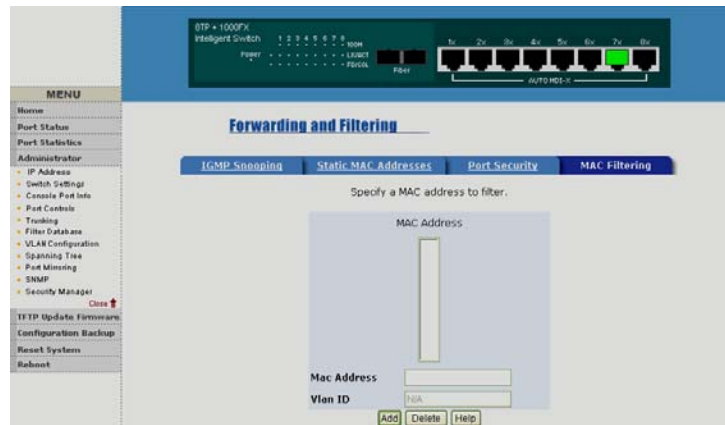 8TP + 1000FX
Intelligent Switch
1 2 3 4 5 6 7 8
100M
Power
LK/ACT
FD/COL
Fiber
1x 2x 3x 4x 5x 6x 7x 8x
AUTO MDI-X
MENU
Home
Port Status
Port Statistics
Administrator
IP Address
Switch Settings
Console Port Info
Port Controls
Trunking
Filter Database
VLAN Configuration
Spanning Tree
Port Mirroring
SNMP
Security Manager
Close
TFTP Update Firmware
Configuration Backup
Reset System
Reboot
Forwarding and Filtering
IGMP Snooping Static MAC Addresses Port Security MAC Filtering
Specify a MAC address to filter.
MAC Address
Mac Address
Vlan ID N/A
Add Delete Help